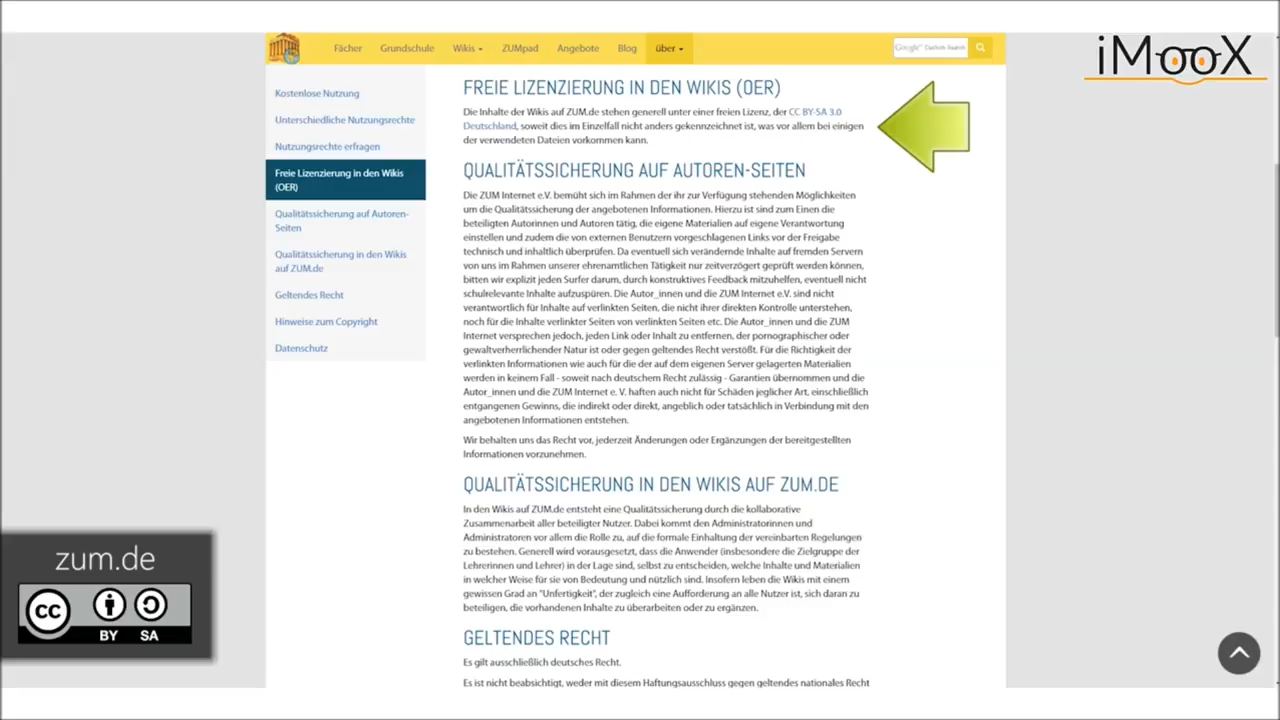 Fächer Grundschule Wikis ZUMpad Angebote Blog über
Google Custom Search
iMooX
Kostenlose Nutzung
Unterschiedliche Nutzungsrechte
Nutzungsrechte erfragen
Freie Lizenzierung in den Wikis
(OER)
Qualitätssicherung auf Autoren-
Seiten
Qualitätssicherung in den Wikis
auf ZUM.de
Geltendes Recht
Hinweise zum Copyright
Datenschutz
FREIE LIZENZIERUNG IN DEN WIKIS (OER)
Die Inhalte der Wikis auf ZUM.de stehen generell unter einer freien Lizenz, der CC BY-SA 3.0
Deutschland, soweit dies im Einzelfall nicht anders gekennzeichnet ist, was vor allem bei einigen
der verwendeten Dateien vorkommen kann.
QUALITÄTSSICHERUNG AUF AUTOREN-SEITEN
Die ZUM Internet e.V. bemüht sich im Rahmen der ihr zur Verfügung stehenden Möglichkeiten
um die Qualitätssicherung der angebotenen Informationen. Hierzu ist sind zum Einen die
beteiligten Autorinnen und Autoren tätig, die eigene Materialien auf eigene Verantwortung
einstellen und zudem die von externen Benutzern vorgeschlagenen Links vor der Freigabe
technisch und inhaltlich überprüfen. Da eventuell sich verändernde Inhalte auf fremden Servern
von uns im Rahmen unserer ehrenamtlichen Tätigkeit nur zeitverzögert geprüft werden können,
bitten wir explizit jeden Surfer darum, durch konstruktives Feedback mitzuhelfen, eventuell nicht
schulrelevante Inhalte aufzuspüren. Die Autor_innen und die ZUM Internet e.V. sind nicht
verantwortlich für Inhalte auf verlinkten Seiten, die nicht ihrer direkten Kontrolle unterstehen,
noch für die Inhalte verlinkter Seiten von verlinkten Seiten etc. Die Autor_innen und die ZUM
Internet versprechen jedoch, jeden Link oder Inhalt zu entfernen, der pornographischer oder
gewaltverherrlichender Natur ist oder gegen geltendes Recht verstößt. Für die Richtigkeit der
verlinkten Informationen wie auch für die der auf dem eigenen Server gelagerten Materialien
werden in keinem Fall - soweit nach deutschem Recht zulässig - Garantien übernommen und die
Autor_innen und die ZUM Internet e. V. haften auch nicht für Schäden jeglicher Art, einschließlich
entgangenen Gewinns, die indirekt oder direkt, angeblich oder tatsächlich in Verbindung mit den
angebotenen Informationen entstehen.
Wir behalten uns das Recht vor, jederzeit Änderungen oder Ergänzungen der bereitgestellten
Informationen vorzunehmen.
QUALITÄTSSICHERUNG IN DEN WIKIS AUF ZUM.DE
In den Wikis auf ZUM.de entsteht eine Qualitätssicherung durch die kollaborative
Zusammenarbeit aller beteiligter Nutzer. Dabei kommt den Administratorinnen und
Administratoren vor allem die Rolle zu, auf die formale Einhaltung der vereinbarten Regelungen
zu bestehen. Generell wird vorausgesetzt, dass die Anwender (insbesondere die Zielgruppe der
Lehrerinnen und Lehrer) in der Lage sind, selbst zu entscheiden, welche Inhalte und Materialien
in welcher Weise für sie von Bedeutung und nützlich sind. Insofern leben die Wikis mit einem
gewissen Grad an "Unfertigkeit", der zugleich eine Aufforderung an alle Nutzer ist, sich daran zu
beteiligen, die vorhandenen Inhalte zu überarbeiten oder zu ergänzen.
GELTENDES RECHT
Es gilt ausschließlich deutsches Recht.
Es ist nicht beabsichtigt, weder mit diesem Haftungsausschluss gegen geltendes nationales Recht
zum.de
cc
BY SA